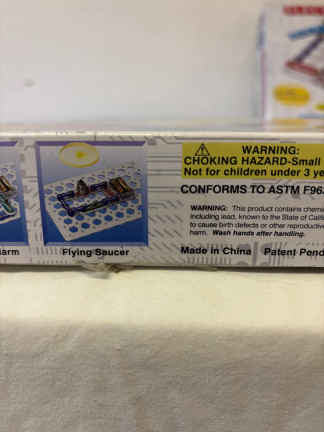 WARNING:
CHOKING HAZARD-Small
Not for children under 3 ye
CONFORMS TO ASTM F963
WARNING: This product contains chemi
including lead, known to the State of Calif
to cause birth defects or other reproductive
harm. Wash hands after handling.
arm
Flying Saucer
Made in China Patent Pend